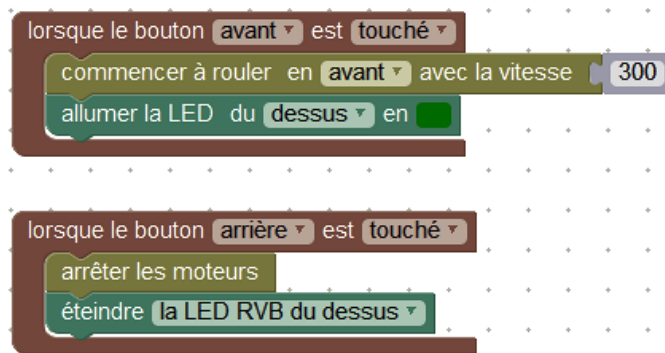 lorsque le bouton avant est touché
commencer à rouler en avant avec la vitesse 300
allumer la LED du dessus en
lorsque le bouton arrière est touché
arrêter les moteurs
éteindre la LED RVB du dessus